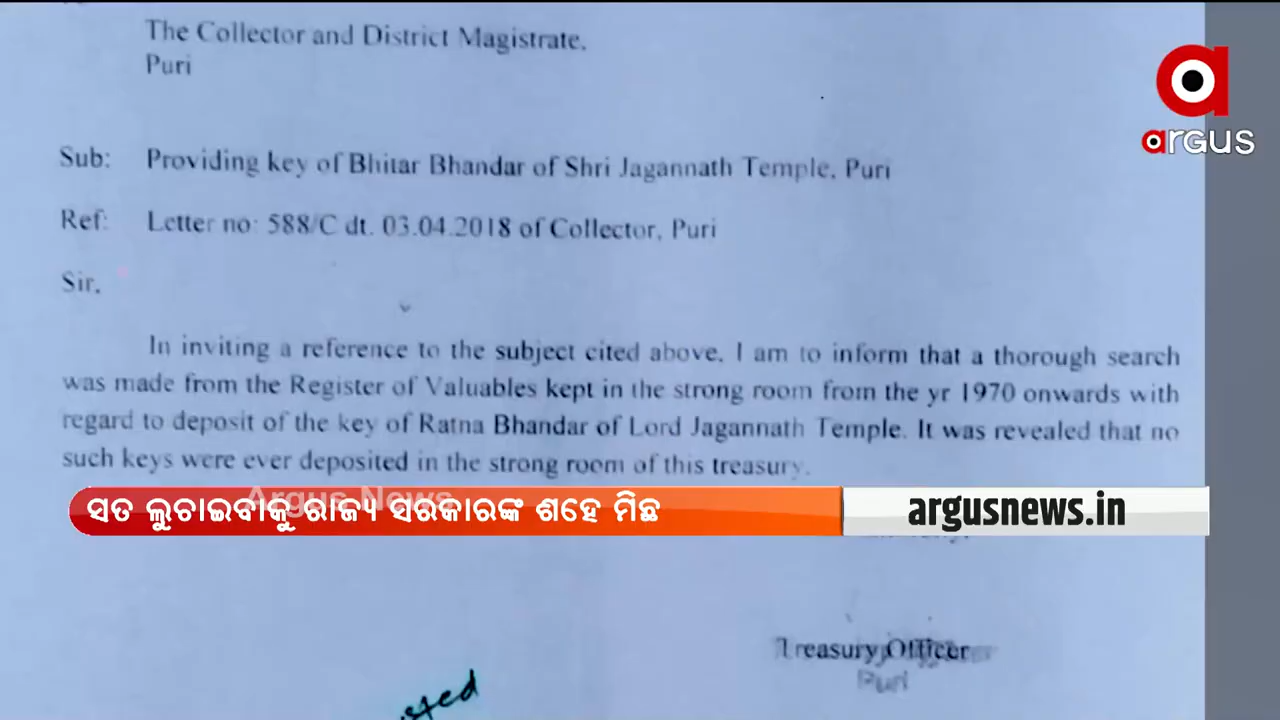 The Collector and District Magistrate,
Puri
Sub: Providing key of Bhitar Bhandar of Shri Jagannath Temple, Puri
Ref: Letter no: 588/C dt. 03.04.2018 of Collector, Puri
Sir,
In inviting a reference to the subject cited above, I am to inform that a thorough search
was made from the Register of Valuables kept in the strong room from the yr 1970 onwards with
regard to deposit of the key of Ratna Bhandar of Lord Jagannath Temple. It was revealed that no
such keys were ever deposited in the strong room of this treasury.
Argus News
ସତ ଲୁଚାଇବାକୁ ରାଜ୍ୟ ସରକାରଙ୍କ ଶହେ ମିଛ
argusnews.in
Treasury Officer
Puri
argus